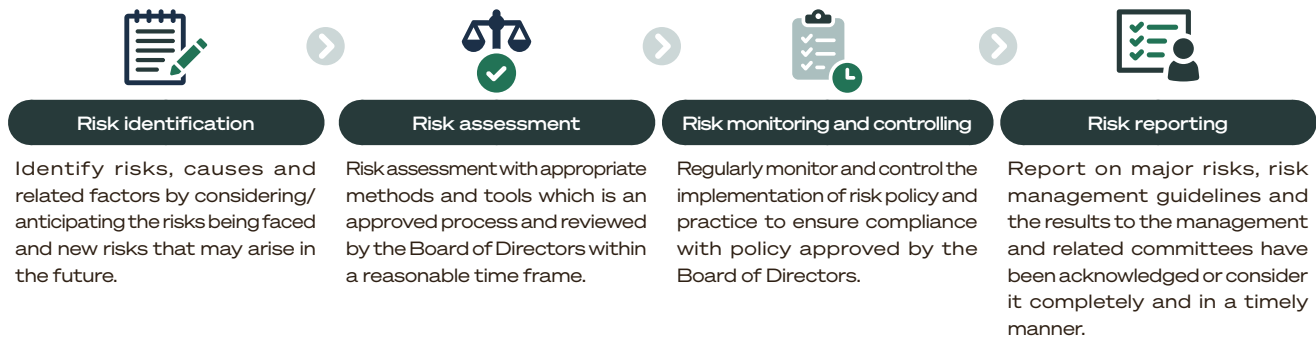 Risk identification
Identify risks, causes and
related factors by considering/
anticipating the risks being faced
and new risks that may arise in
the future.
Risk assessment
Risk assessment with appropriate
methods and tools which is an
approved process and reviewed
by the Board of Directors within
a reasonable time frame.
Risk monitoring and controlling
Regularly monitor and control the
implementation of risk policy and
practice to ensure compliance
with policy approved by the
Board of Directors.
Risk reporting
Report on major risks, risk
management guidelines and
the results to the management
and related committees have
been acknowledged or consider
it completely and in a timely
manner.